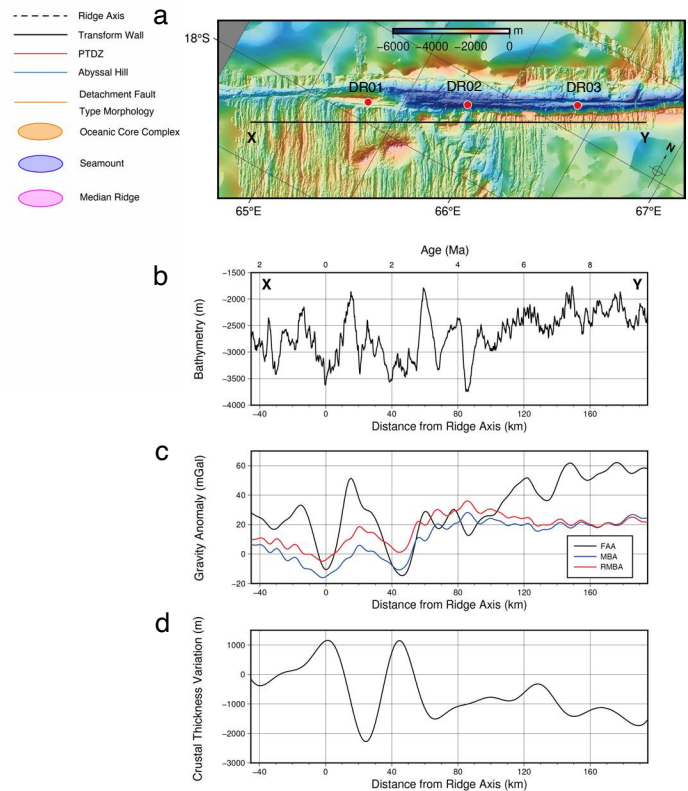 Ridge Axis
Transform Wall
PTDZ
Abyssal Hill
Detachment Fault
Type Morphology
Oceanic Core Complex
Seamount
Median Ridge
a
18°S
m
−6000 −4000 −2000 0
DR01 DR02 DR03
X Y
N
65°E 66°E 67°E
b
Age (Ma)
2 0 2 4 6 8
X Y
Bathymetry (m)
−1500
−2000
−2500
−3000
−3500
−4000
−40 0 40 80 120 160
Distance from Ridge Axis (km)
c
Gravity Anomaly (mGal)
60
40
20
0
−20
FAA
MBA
RMBA
−40 0 40 80 120 160
Distance from Ridge Axis (km)
d
Crustal Thickness Variation (m)
1000
0
−1000
−2000
−3000
−40 0 40 80 120 160
Distance from Ridge Axis (km)